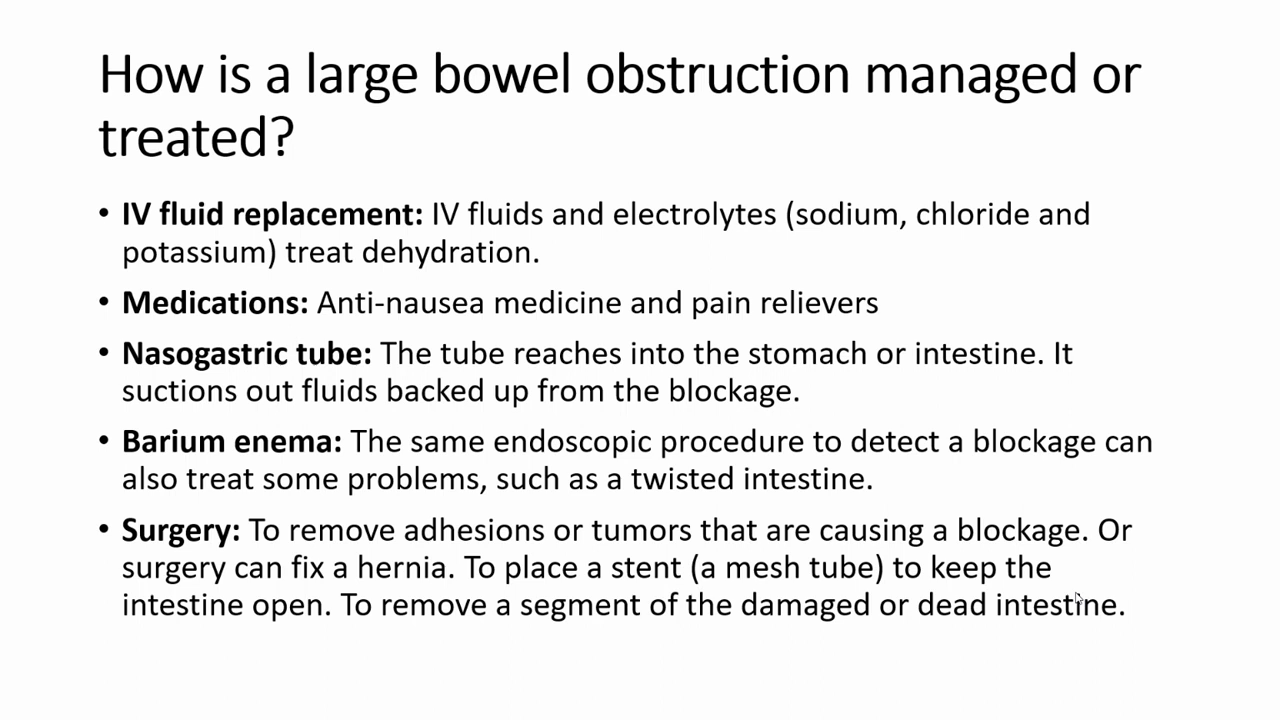 How is a large bowel obstruction managed or
treated?
• IV fluid replacement: IV fluids and electrolytes (sodium, chloride and
potassium) treat dehydration.
• Medications: Anti-nausea medicine and pain relievers
• Nasogastric tube: The tube reaches into the stomach or intestine. It
suctions out fluids backed up from the blockage.
• Barium enema: The same endoscopic procedure to detect a blockage can
also treat some problems, such as a twisted intestine.
• Surgery: To remove adhesions or tumors that are causing a blockage. Or
surgery can fix a hernia. To place a stent (a mesh tube) to keep the
intestine open. To remove a segment of the damaged or dead intestine.